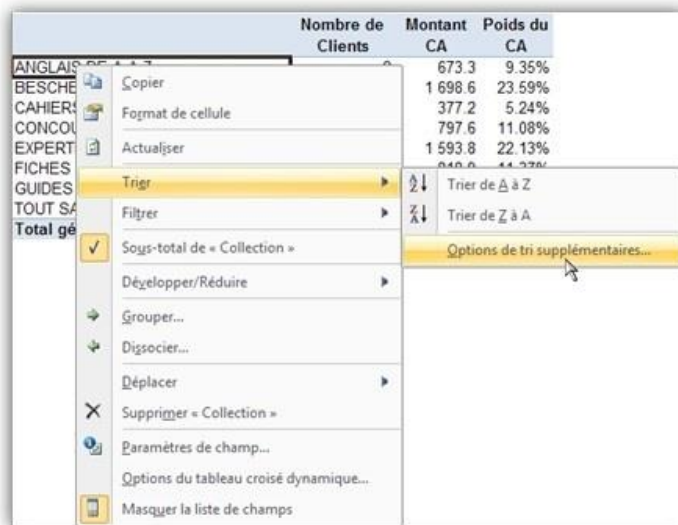 Nombre de Clients Montant CA Poids du CA
ANGLAIS DE A A Z 673.3 9.35%
BESCHE 1 698.6 23.59%
CAHIERS 377.2 5.24%
CONCOU 797.6 11.08%
EXPERT 1 593.8 22.13%
FICHES
GUIDES
TOUT SA
Total gé
Copier
Format de cellule
Actualiser
Trier
Filtrer
Sous-total de « Collection »
Développer/Réduire
Grouper...
Dissocier...
Déplacer
Supprimer « Collection »
Paramètres de champ...
Options du tableau croisé dynamique...
Masquer la liste de champs
Trier de A à Z
Trier de Z à A
Options de tri supplémentaires...